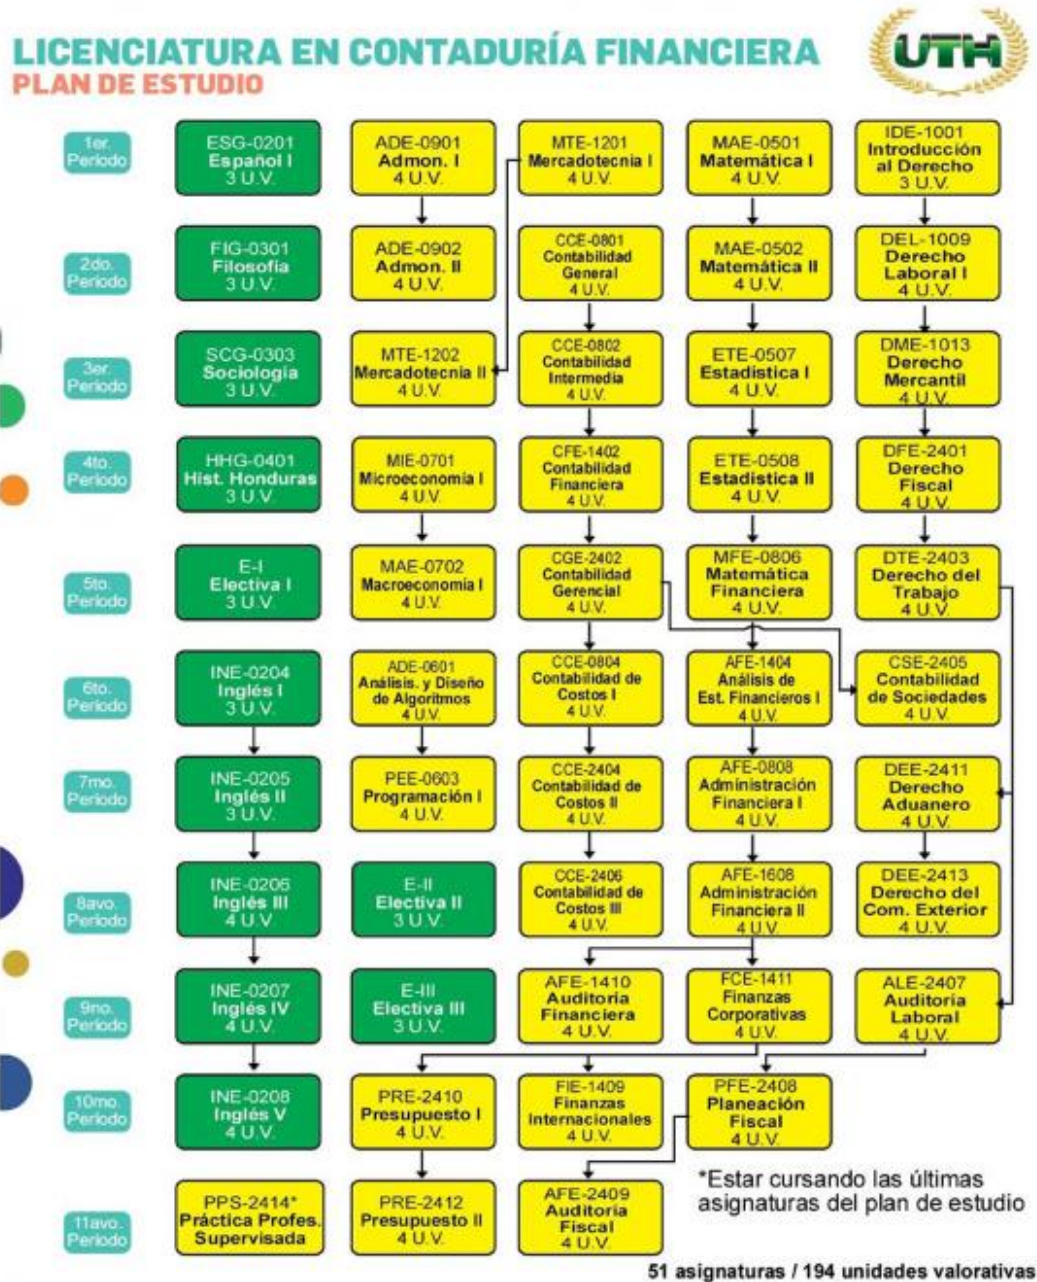 LICENCIATURA EN CONTADURÍA FINANCIERA
PLAN DE ESTUDIO
UTH
1er.
Período
ESG-0201
Español I
3 U.V.
ADE-0901
Admon. I
4 U.V.
MTE-1201
Mercadotecnia I
4 U.V.
MAE-0501
Matemática I
4 U.V.
IDE-1001
Introducción
al Derecho
3 U.V.
2do.
Período
FIG-0301
Filosofía
3 U.V.
ADE-0902
Admon. II
4 U.V.
CCE-0801
Contabilidad
General
4 U.V.
MAE-0502
Matemática II
4 U.V.
DEL-1009
Derecho
Laboral I
4 U.V.
3er.
Período
SCG-0303
Sociología
3 U.V.
MTE-1202
Mercadotecnia II
4 U.V.
CCE-0802
Contabilidad
Intermedia
4 U.V.
ETE-0507
Estadística I
4 U.V.
DME-1013
Derecho
Mercantil
4 U.V.
4to.
Período
HHG-0401
Hist. Honduras
3 U.V
MIE-0701
Microeconomía I
4 U.V.
CFE-1402
Contabilidad
Financiera
4 U.V.
ETE-0508
Estadística II
4 U.V.
DFE-2401
Derecho
Fiscal
4 U.V.
5to.
Período
E-I
Electiva I
3 U.V.
MAE-0702
Macroeconomía I
4 U.V.
CGE-2402
Contabilidad
Gerencial
4 U.V.
MFE-0806
Matemática
Financiera
4 U.V.
DTE-2403
Derecho del
Trabajo
4 U.V.
6to.
Período
INE-0204
Inglés I
3 U.V.
ADE-0601
Análisis. y Diseño
de Algoritmos
4 U.V.
CCE-0804
Contabilidad de
Costos I
4 U.V.
AFE-1404
Análisis de
Est. Financieros I
4 U.V.
CSE-2405
Contabilidad
de Sociedades
4 U.V.
7mo.
Período
INE-0205
Inglés II
3 U.V.
PEE-0603
Programación I
4 U.V.
CCE-2404
Contabilidad de
Costos II
4 U.V.
AFE-0808
Administración
Financiera I
4 U.V.
DEE-2411
Derecho
Aduanero
4 U.V.
8avo.
Período
INE-0206
Inglés III
4 U.V.
E-II
Electiva II
3 U.V.
CCE-2406
Contabilidad de
Costos III
4 U.V.
AFE-1608
Administración
Financiera II
4 U.V.
DEE-2413
Derecho del
Com. Exterior
4 U.V.
9no.
Período
INE-0207
Inglés IV
4 U.V.
E-III
Electiva III
3 U.V.
AFE-1410
Auditoría
Financiera
4 U.V.
FCE-1411
Finanzas
Corporativas
4 U.V.
ALE-2407
Auditoría
Laboral
4 U.V.
10mo.
Período
INE-0208
Inglés V
4 U.V.
PRE-2410
Presupuesto I
4 U.V.
FIE-1409
Finanzas
Internacionales
4 U.V.
PFE-2408
Planeación
Fiscal
4 U.V.
11avo.
Período
PPS-2414*
Práctica Profes.
Supervisada
PRE-2412
Presupuesto II
4 U.V.
AFE-2409
Auditoría
Fiscal
4 U.V.
*Estar cursando las últimas
asignaturas del plan de estudio
51 asignaturas / 194 unidades valorativas